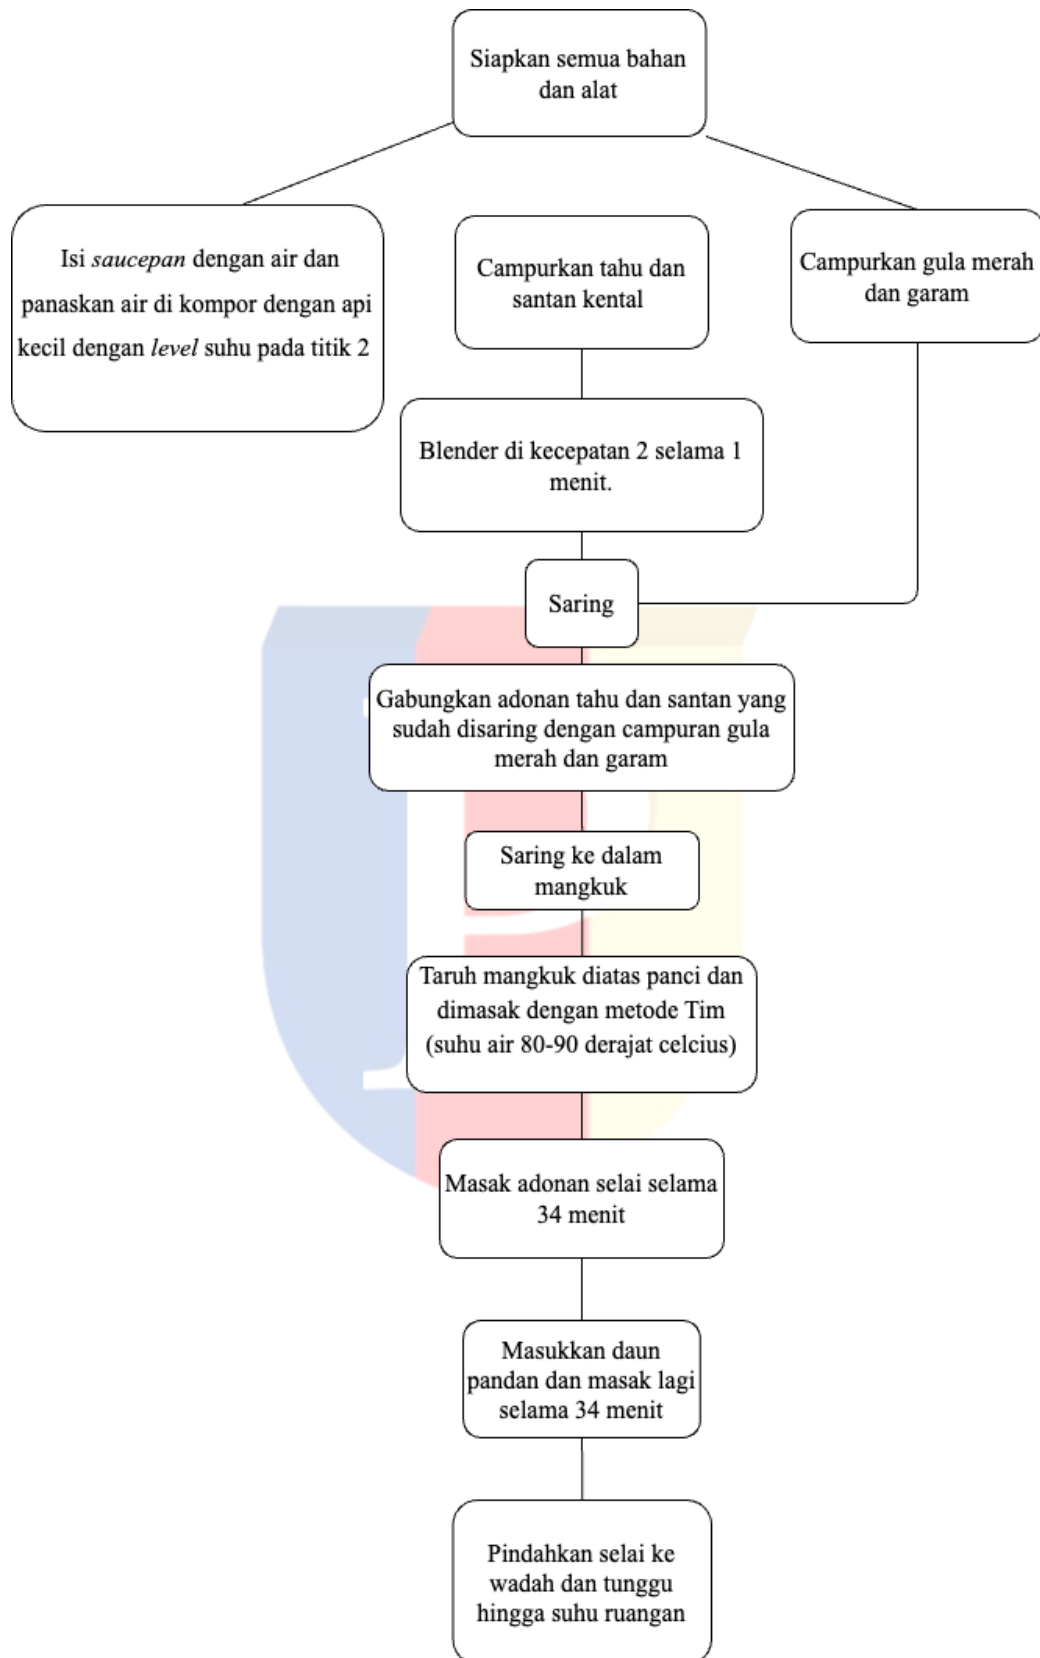 Siapkan semua bahan
dan alat
Isi saucepan dengan air dan
panaskan air di kompor dengan api
kecil dengan level suhu pada titik 2
Campurkan tahu dan
santan kental
Campurkan gula merah
dan garam
Blender di kecepatan 2 selama 1
menit.
Saring
Gabungkan adonan tahu dan santan yang
sudah disaring dengan campuran gula
merah dan garam
Saring ke dalam
mangkuk
Taruh mangkuk diatas panci dan
dimasak dengan metode Tim
(suhu air 80-90 derajat celcius)
Masak adonan selai selama
34 menit
Masukkan daun
pandan dan masak lagi
selama 34 menit
Pindahkan selai ke
wadah dan tunggu
hingga suhu ruangan